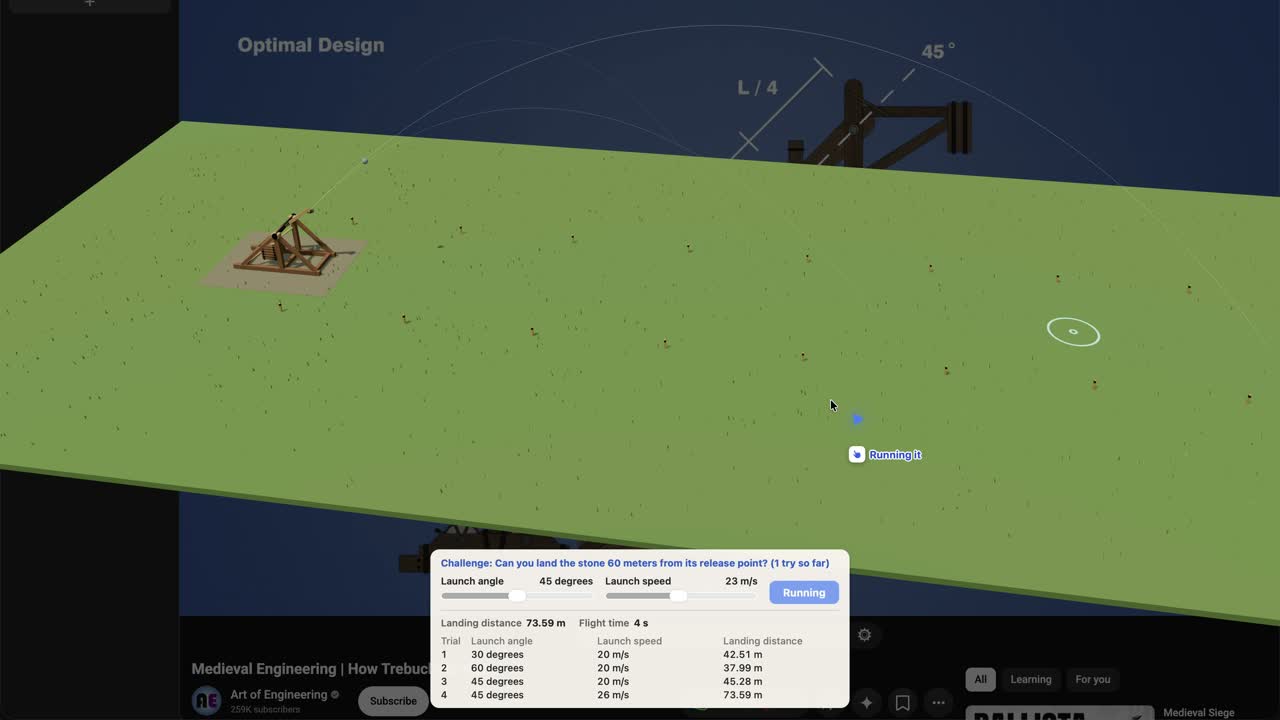 Optimal Design
45°
L / 4
Running it
Challenge: Can you land the stone 60 meters from its release point? (1 try so far)
Launch angle 45 degrees Launch speed 23 m/s Running
Landing distance 73.59 m Flight time 4 s
Trial Launch angle Launch speed Landing distance
1 30 degrees 20 m/s 42.51 m
2 60 degrees 20 m/s 37.99 m
3 45 degrees 20 m/s 45.28 m
4 45 degrees 26 m/s 73.59 m
Medieval Engineering | How Trebuc
AE
Art of Engineering
259K subscribers
Subscribe
All Learning For you
BALLISTA
Medieval Siege